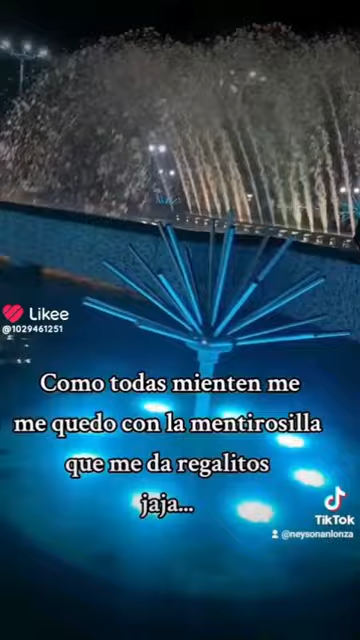 Likee
@1029461251
Como todas mienten me
me quedo con la mentirosilla
que me da regalitos
jaja...
TikTok
@neysonanlonza